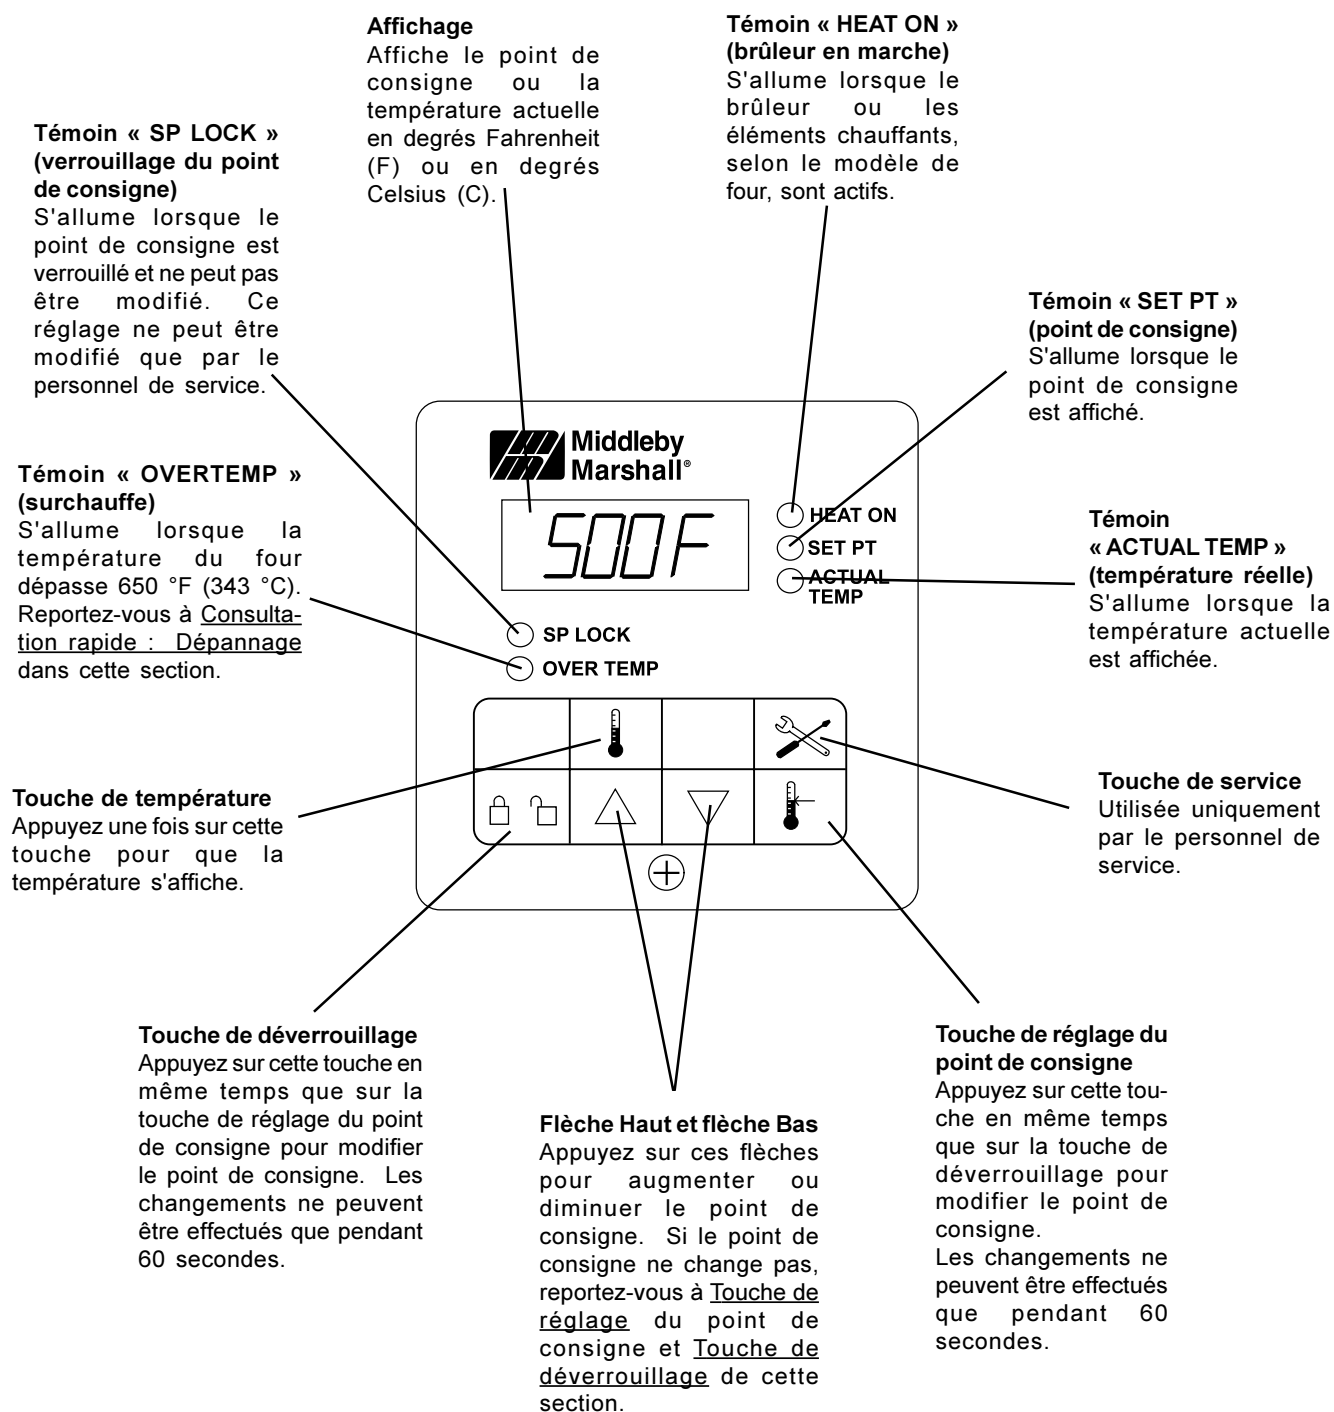 Affichage
Affiche le point de
consigne ou la
température actuelle
en degrés Fahrenheit
(F) ou en degrés
Celsius (C).
Témoin « HEAT ON »
(brûleur en marche)
S'allume lorsque le
brûleur ou les
éléments chauffants,
selon le modèle de
four, sont actifs.
Témoin « SP LOCK »
(verrouillage du point
de consigne)
S'allume lorsque le
point de consigne est
verrouillé et ne peut pas
être modifié. Ce
réglage ne peut être
modifié que par le
personnel de service.
Témoin « SET PT »
(point de consigne)
S'allume lorsque le
point de consigne
est affiché.
Témoin « OVERTEMP »
(surchauffe)
S'allume lorsque la
température du four
dépasse 650 °F (343 °C).
Reportez-vous à Consulta-
tion rapide : Dépannage
dans cette section.
Middleby
Marshall®
500F
HEAT ON
SET PT
ACTUAL
TEMP
SP LOCK
OVER TEMP
Témoin
« ACTUAL TEMP »
(température réelle)
S'allume lorsque la
température actuelle
est affichée.
Touche de température
Appuyez une fois sur cette
touche pour que la
température s'affiche.
Touche de service
Utilisée uniquement
par le personnel de
service.
Touche de déverrouillage
Appuyez sur cette touche en
même temps que sur la
touche de réglage du point
de consigne pour modifier
le point de consigne. Les
changements ne peuvent
être effectués que pendant
60 secondes.
Flèche Haut et flèche Bas
Appuyez sur ces flèches
pour augmenter ou
diminuer le point de
consigne. Si le point de
consigne ne change pas,
reportez-vous à Touche de
réglage du point de
consigne et Touche de
déverrouillage de cette
section.
Touche de réglage du
point de consigne
Appuyez sur cette tou-
che en même temps
que sur la touche de
déverrouillage pour
modifier le point de
consigne.
Les changements ne
peuvent être effectués
que pendant 60
secondes.